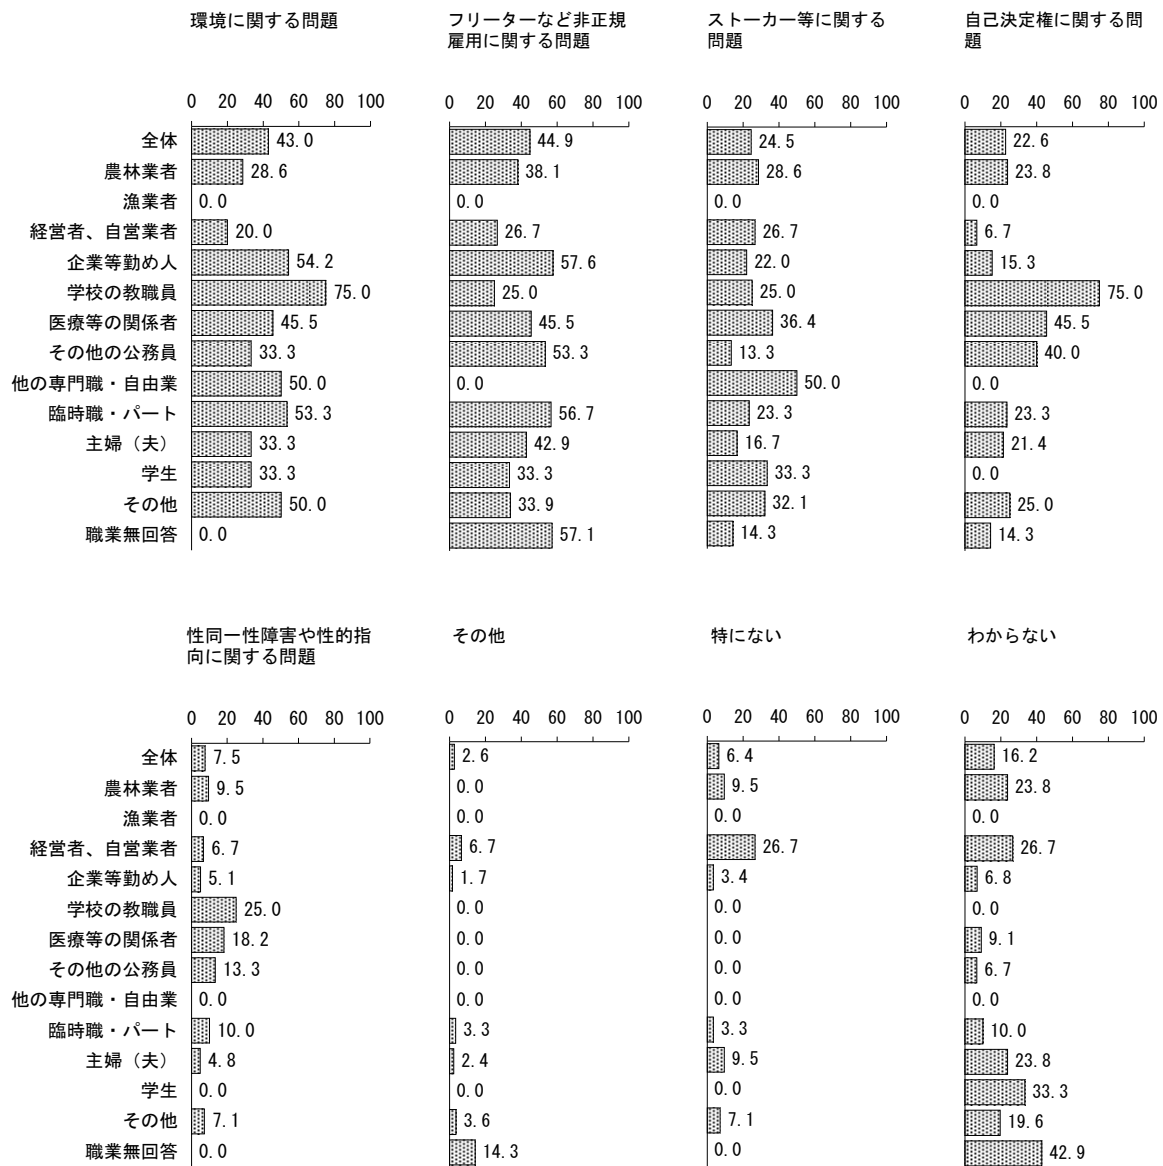 環境に関する問題 フリーターなど非正規 ストーカー等に関する 自己決定権に関する問
雇用に関する問題 問題 題
0 20 40 60 80 100 0 20 40 60 80 100 0 20 40 60 80 100 0 20 40 60 80 100
全体 43.0 44.9 24.5 22.6
農林業者 28.6 38.1 28.6 23.8
漁業者 0.0 0.0 0.0 0.0
経営者、自営業者 20.0 26.7 26.7 6.7
企業等勤め人 54.2 57.6 22.0 15.3
学校の教職員 75.0 25.0 25.0 75.0
医療等の関係者 45.5 45.5 36.4 45.5
その他の公務員 33.3 53.3 13.3 40.0
他の専門職・自由業 50.0 0.0 50.0 0.0
臨時職・パート 53.3 56.7 23.3 23.3
主婦（夫） 33.3 42.9 16.7 21.4
学生 33.3 33.3 33.3 0.0
その他 50.0 33.9 32.1 25.0
職業無回答 0.0 57.1 14.3 14.3
性同一性障害や性的指 その他 特にない わからない
向に関する問題
0 20 40 60 80 100 0 20 40 60 80 100 0 20 40 60 80 100 0 20 40 60 80 100
全体 7.5 2.6 6.4 16.2
農林業者 9.5 0.0 9.5 23.8
漁業者 0.0 0.0 0.0 0.0
経営者、自営業者 6.7 6.7 26.7 26.7
企業等勤め人 5.1 1.7 3.4 6.8
学校の教職員 25.0 0.0 0.0 0.0
医療等の関係者 18.2 0.0 0.0 9.1
その他の公務員 13.3 0.0 0.0 6.7
他の専門職・自由業 0.0 0.0 0.0 0.0
臨時職・パート 10.0 3.3 3.3 10.0
主婦（夫） 4.8 2.4 9.5 23.8
学生 0.0 0.0 0.0 33.3
その他 7.1 3.6 7.1 19.6
職業無回答 0.0 14.3 0.0 42.9